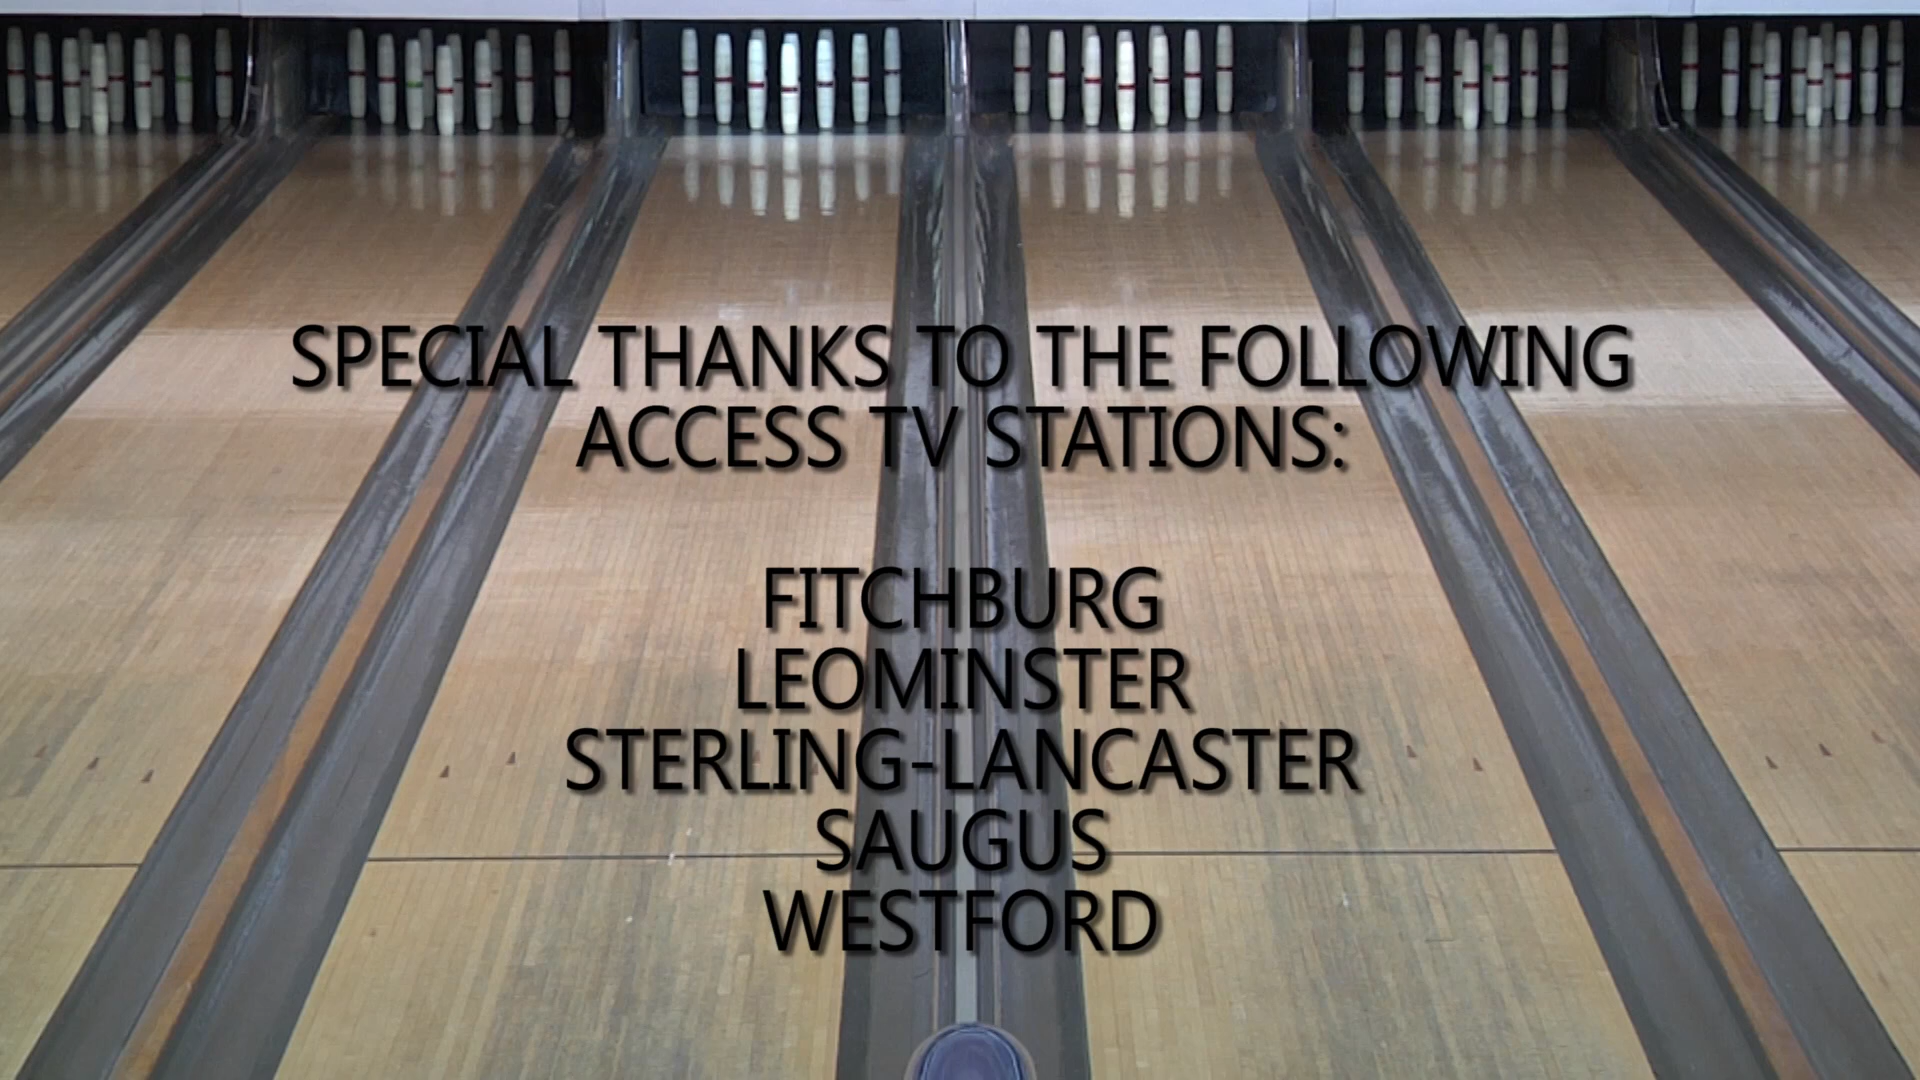 SPECIAL THANKS TO THE FOLLOWING
ACCESS TV STATIONS:
FITCHBURG
LEOMINSTER
STERLING-LANCASTER
SAUGUS
WESTFORD